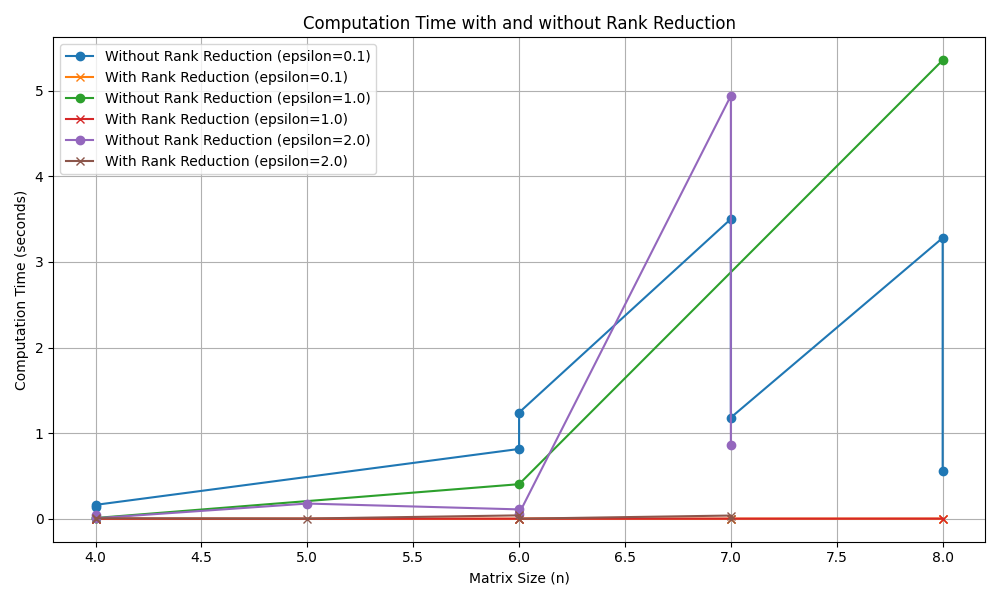 Computation Time with and without Rank Reduction
Without Rank Reduction (epsilon=0.1)
With Rank Reduction (epsilon=0.1)
Without Rank Reduction (epsilon=1.0)
With Rank Reduction (epsilon=1.0)
Without Rank Reduction (epsilon=2.0)
With Rank Reduction (epsilon=2.0)
Computation Time (seconds)
5
4
3
2
1
0
4.0 4.5 5.0 5.5 6.0 6.5 7.0 7.5 8.0
Matrix Size (n)